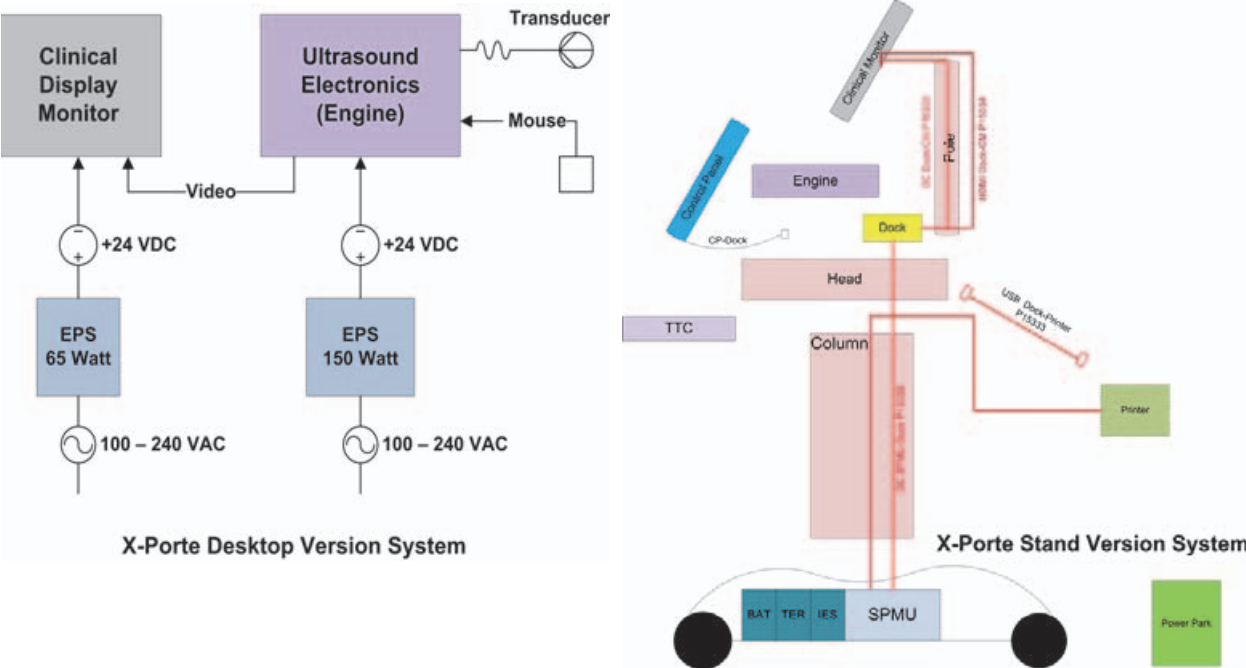 Clinical
Display
Monitor
Ultrasound
Electronics
(Engine)
Transducer
Mouse
Video
+24 VDC
+24 VDC
EPS
65 Watt
EPS
150 Watt
100 – 240 VAC
100 – 240 VAC
X-Porte Desktop Version System
Clinical Monitor
Pole
Control Panel
Engine
Dock
CP-Dock
Head
USB Dock-Printer
P15333
TTC
Column
Printer
X-Porte Stand Version System
BAT
TER
IES
SPMU
Power Park